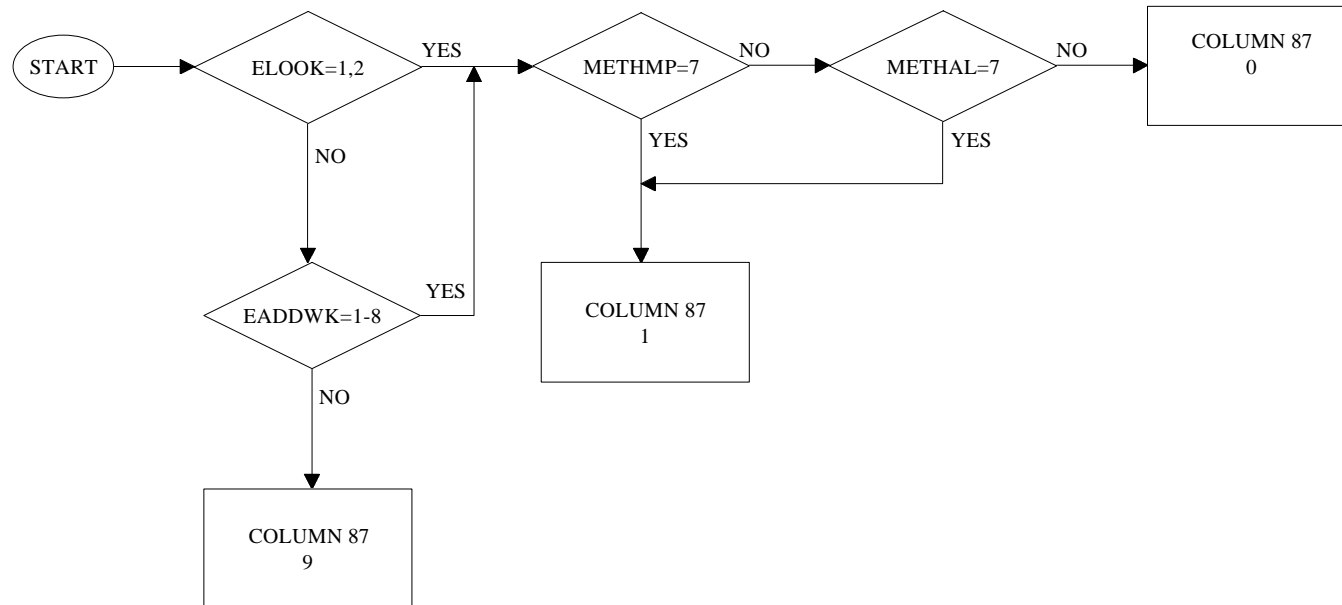 START
ELOOK=1,2
YES
METHMP=7
NO
METHAL=7
NO
COLUMN 87
0
NO
YES
YES
EADDWK=1-8
YES
COLUMN 87
1
NO
COLUMN 87
9